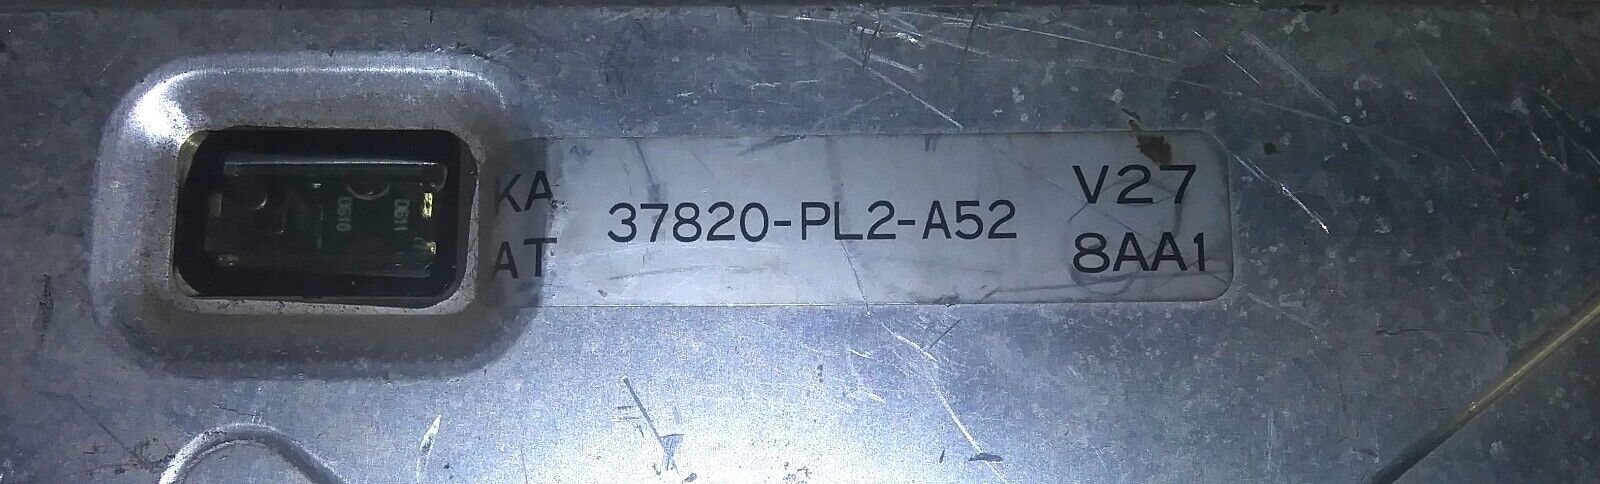 KA
AT
37820-PL2-A52
V27
8AA1